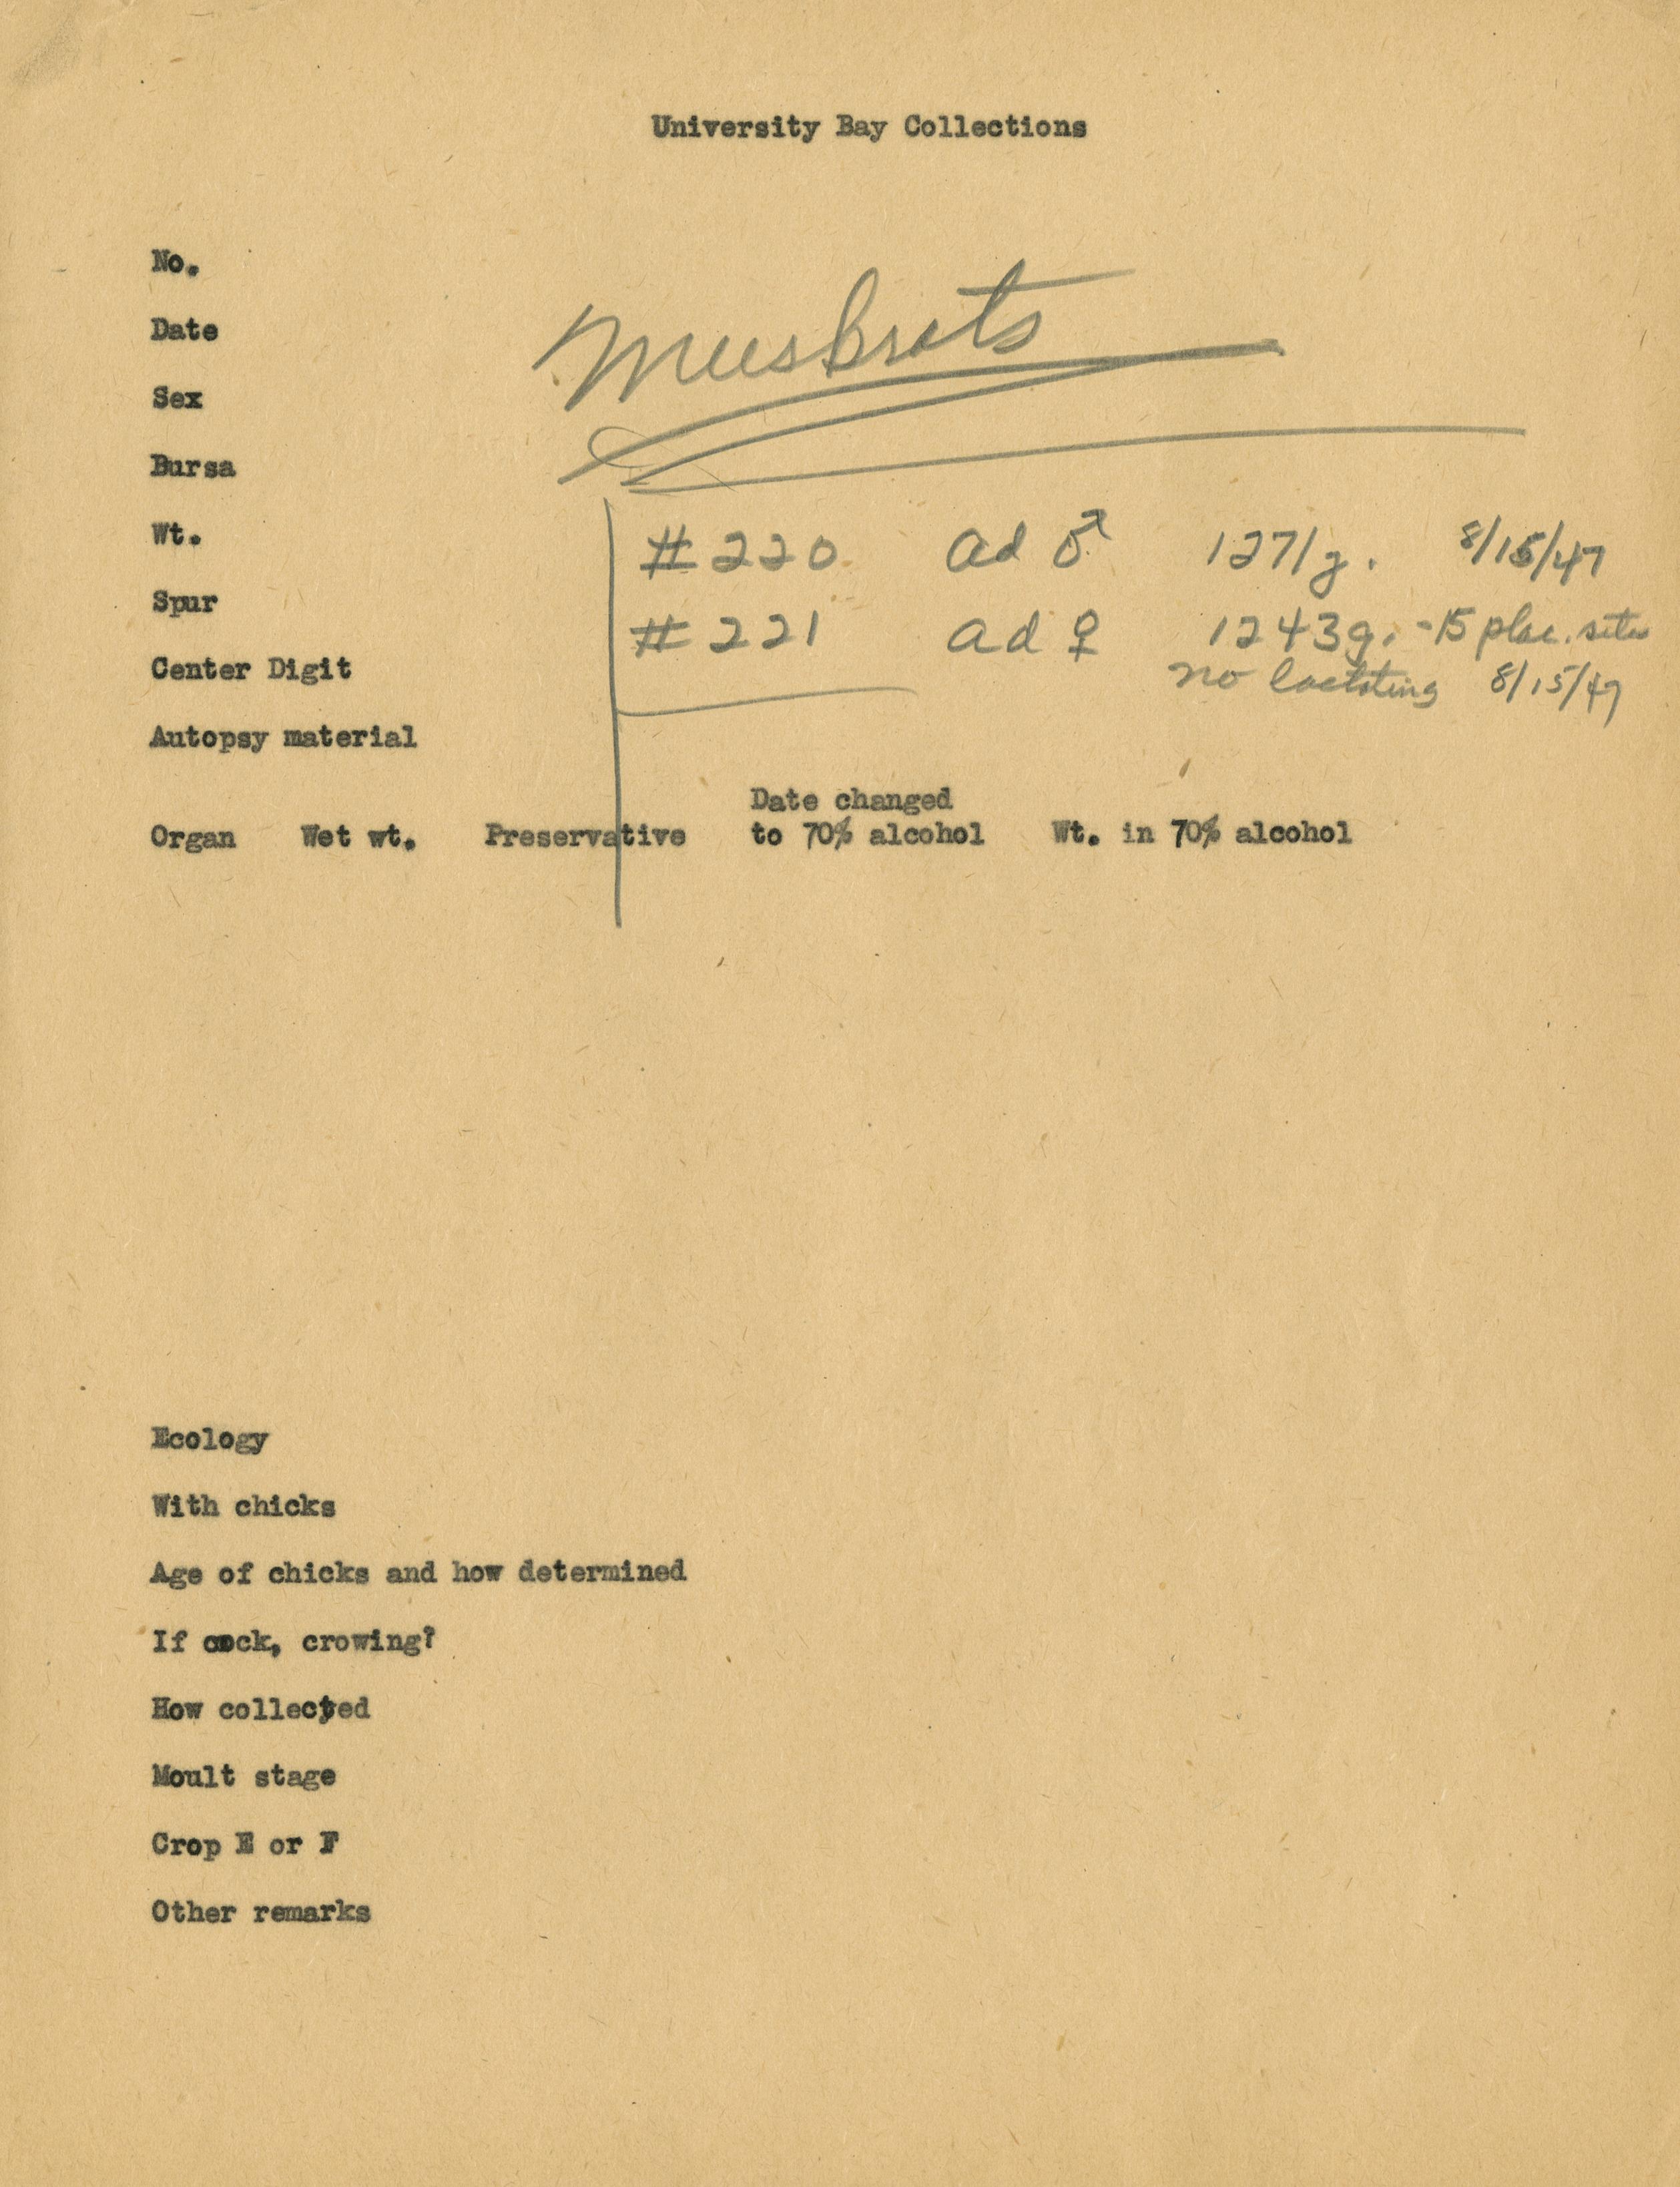 University Bay Collections
No.
Muskrats
Date
Sex
Bursa
Wt.
#220 ad ♂ 1271g. 8/15/47
Spur
#221 ad ♀ 1243g. -15 plac. sites
Center Digit
no lactating 8/15/47
Autopsy material
Date changed
Organ Wet wt. Preservative to 70% alcohol Wt. in 70% alcohol
Ecology
With chicks
Age of chicks and how determined
If cock, crowing?
How collected
Moult stage
Crop E or F
Other remarks